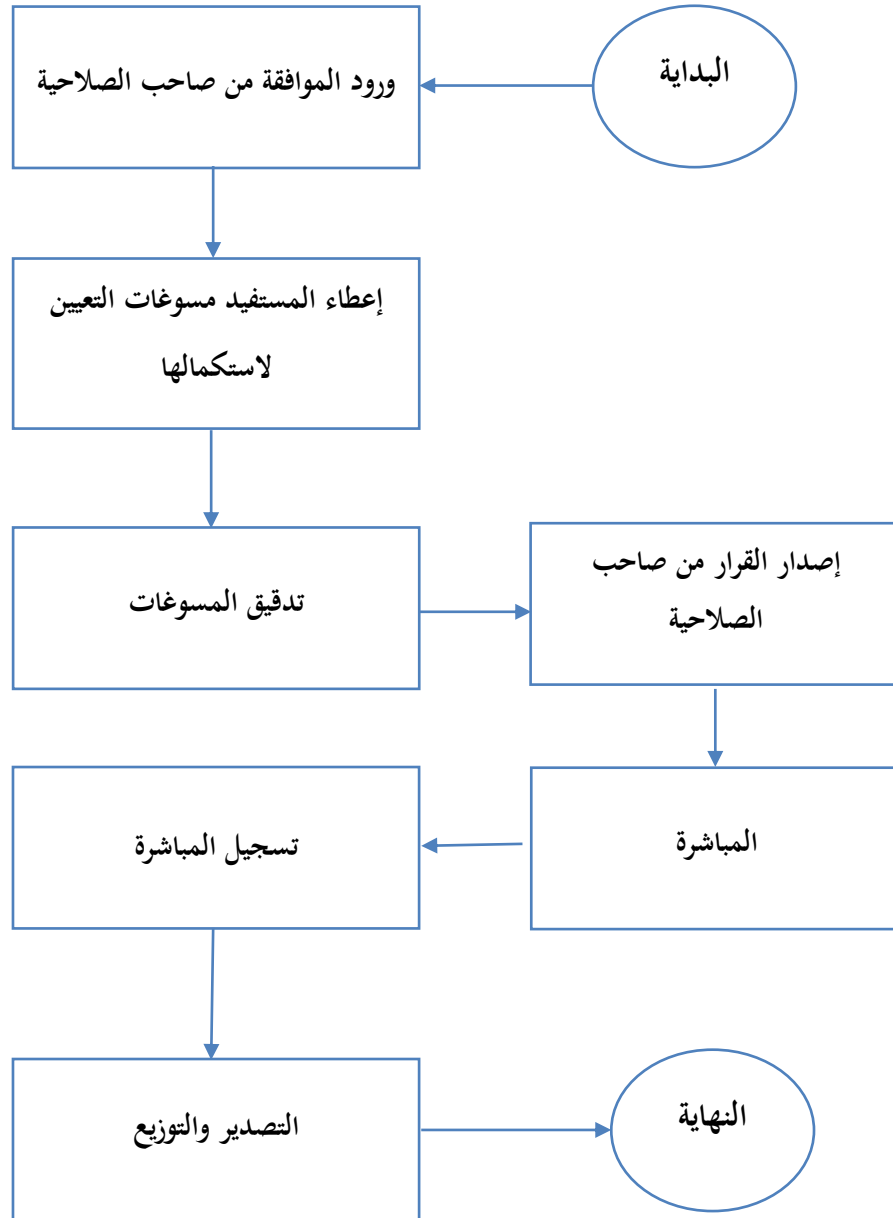 البداية
ورود الموافقة من صاحب الصلاحية
إعطاء المستفيد مسوغات التعيين
لاستكمالها
تدقيق المسوغات
إصدار القرار من صاحب
الصلاحية
المباشرة
تسجيل المباشرة
التصدير والتوزيع
النهاية